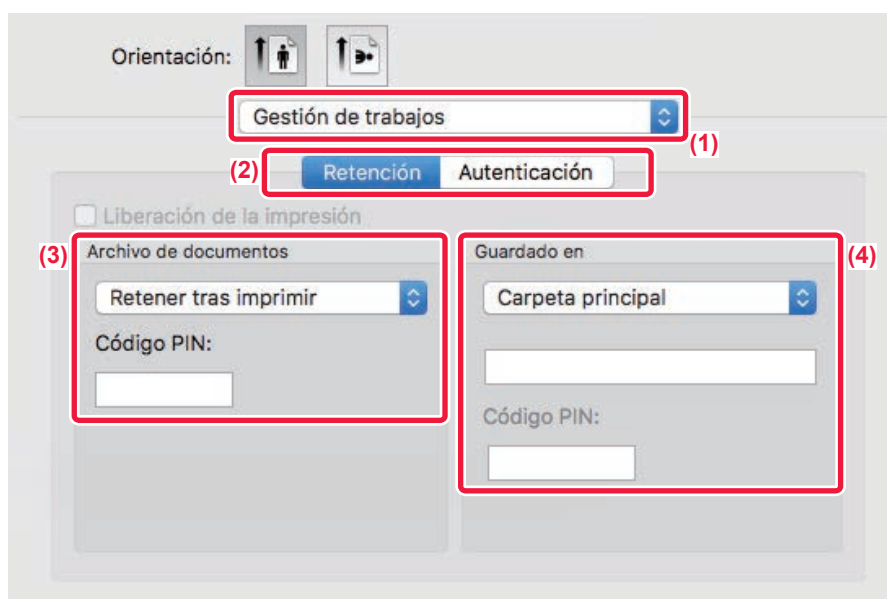 Orientación:
Gestión de trabajos
(1)
(2)
Retención Autenticación
Liberación de la impresión
(3)
Archivo de documentos
Retener tras imprimir
Código PIN:
Guardado en
(4)
Carpeta principal
Código PIN: